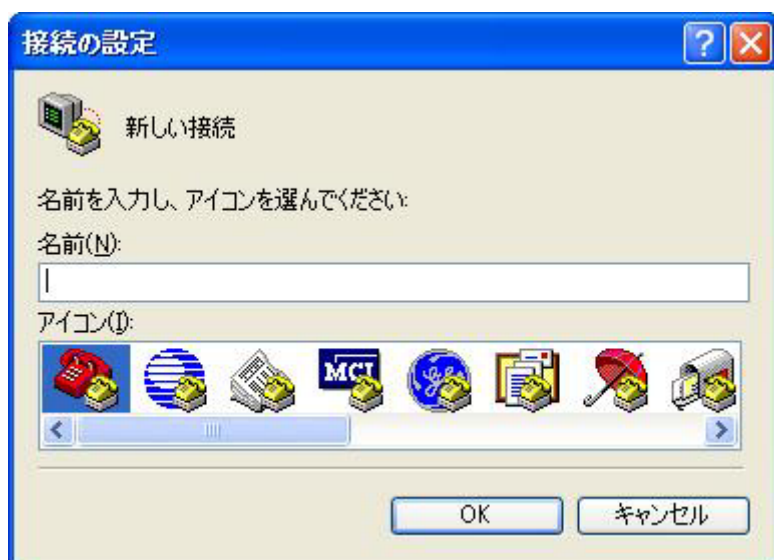 接続の設定
新しい接続
名前を入力し、アイコンを選んでください:
名前(N):
アイコン(I):
MCI
OK
キャンセル